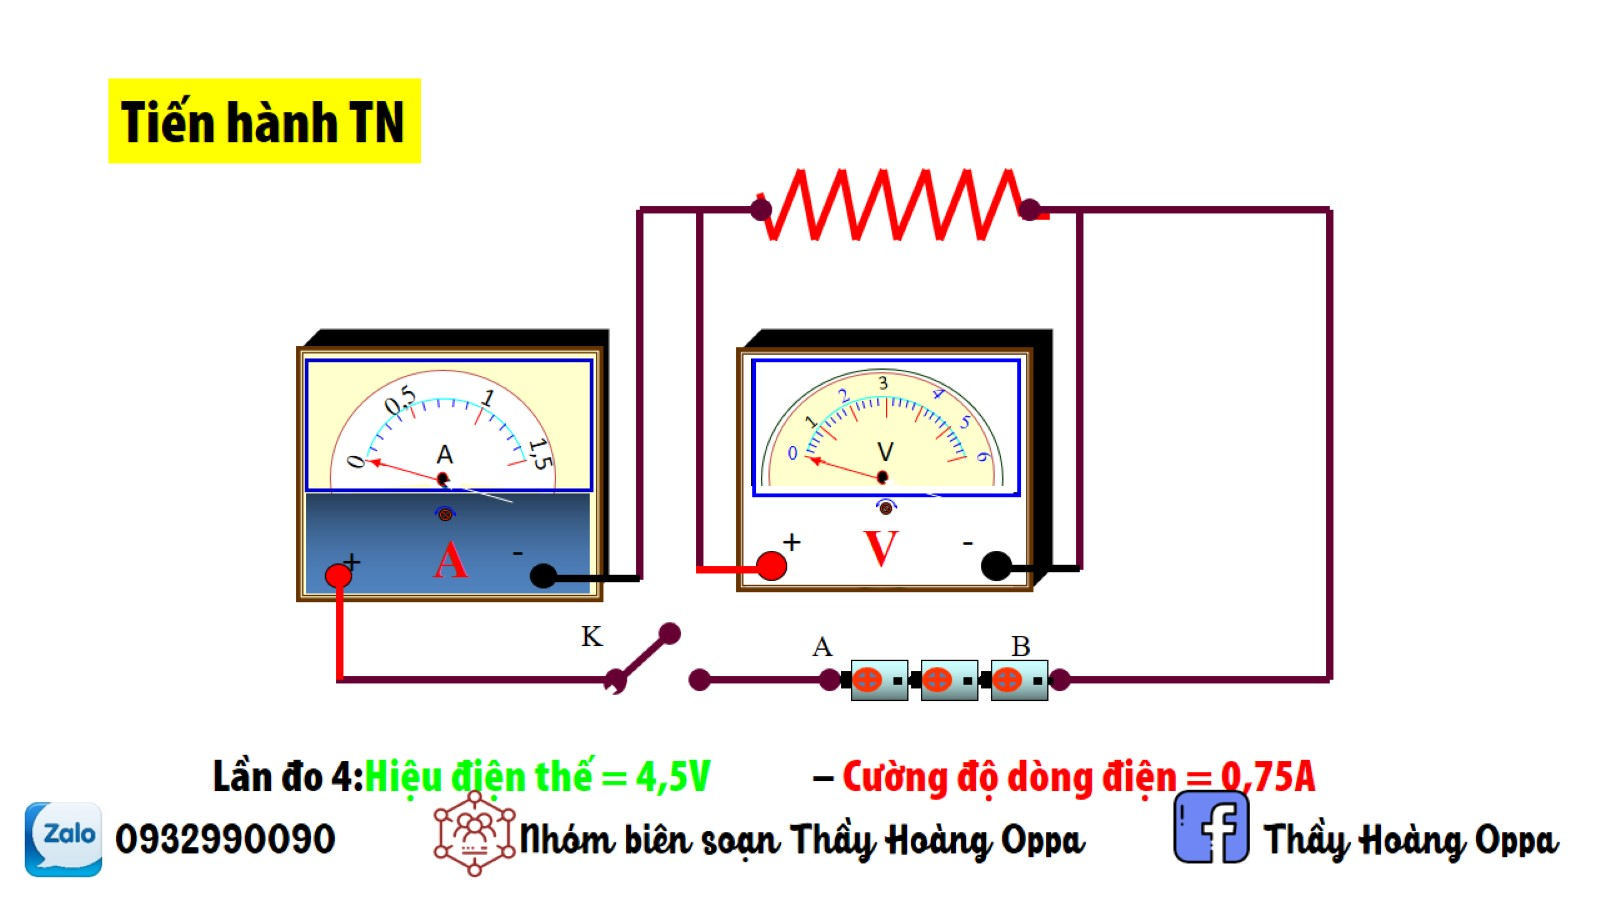 Tiến hành TN
0 0,5 1 1,5
A
+ A -
0 1 2 3 4 5 6
V
+ V -
K
A B
Lần đo 4:Hiệu điện thế = 4,5V – Cường độ dòng điện = 0,75A
Zalo 0932990090 Nhóm biên soạn Thầy Hoàng Oppa f Thầy Hoàng Oppa